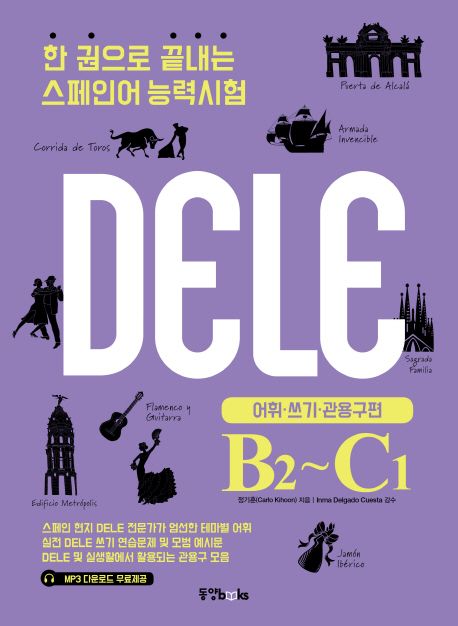 한 권으로 끝내는
스페인어 능력시험
Puerta de Alcalá
Corrida de Toros
Armada
Invencible
DELE
Sagrada
Familia
어휘·쓰기·관용구편
B2~C1
정기훈(Carlo Kihoon) 지음 | Inma Delgado Cuesta 감수
Flamenco y
Guitarra
Edificio Metrópolis
스페인 현지 DELE 전문가가 엄선한 테마별 어휘
실전 DELE 쓰기 연습문제 및 모범 예시문
DELE 및 실생활에서 활용되는 관용구 모음
Jamón
Ibérico
MP3 다운로드 무료제공
동양books